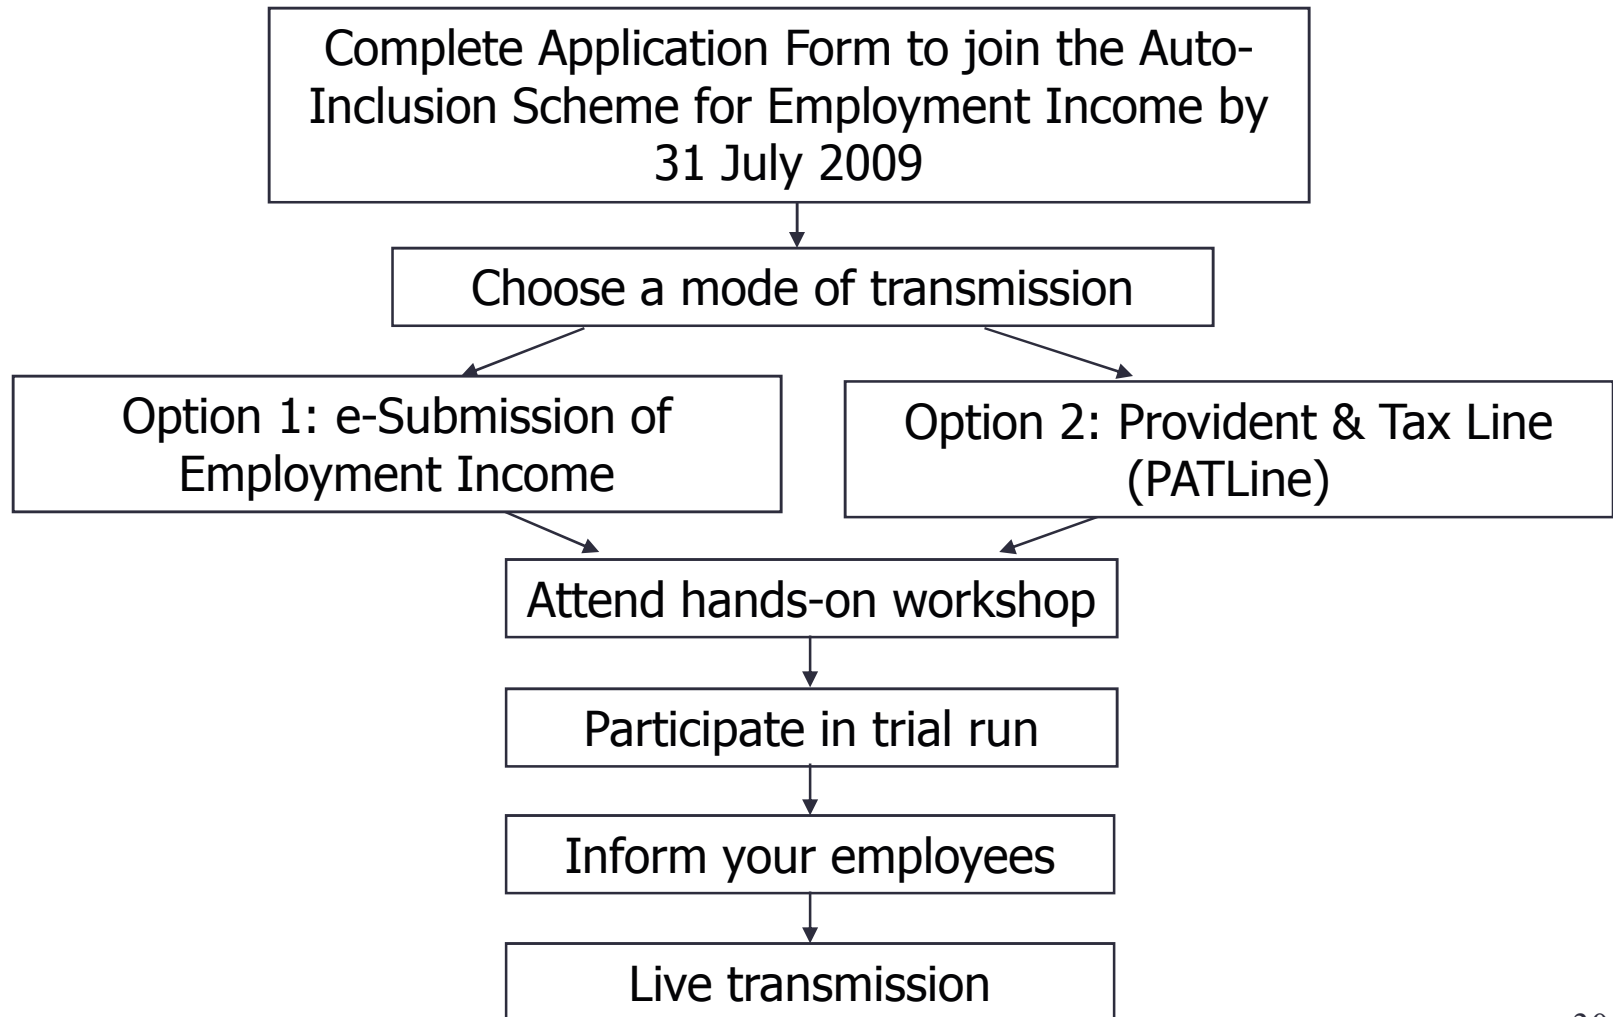 Complete Application Form to join the Auto-
Inclusion Scheme for Employment Income by
31 July 2009
Choose a mode of transmission
Option 1: e-Submission of
Employment Income
Option 2: Provident & Tax Line
(PATLine)
Attend hands-on workshop
Participate in trial run
Inform your employees
Live transmission